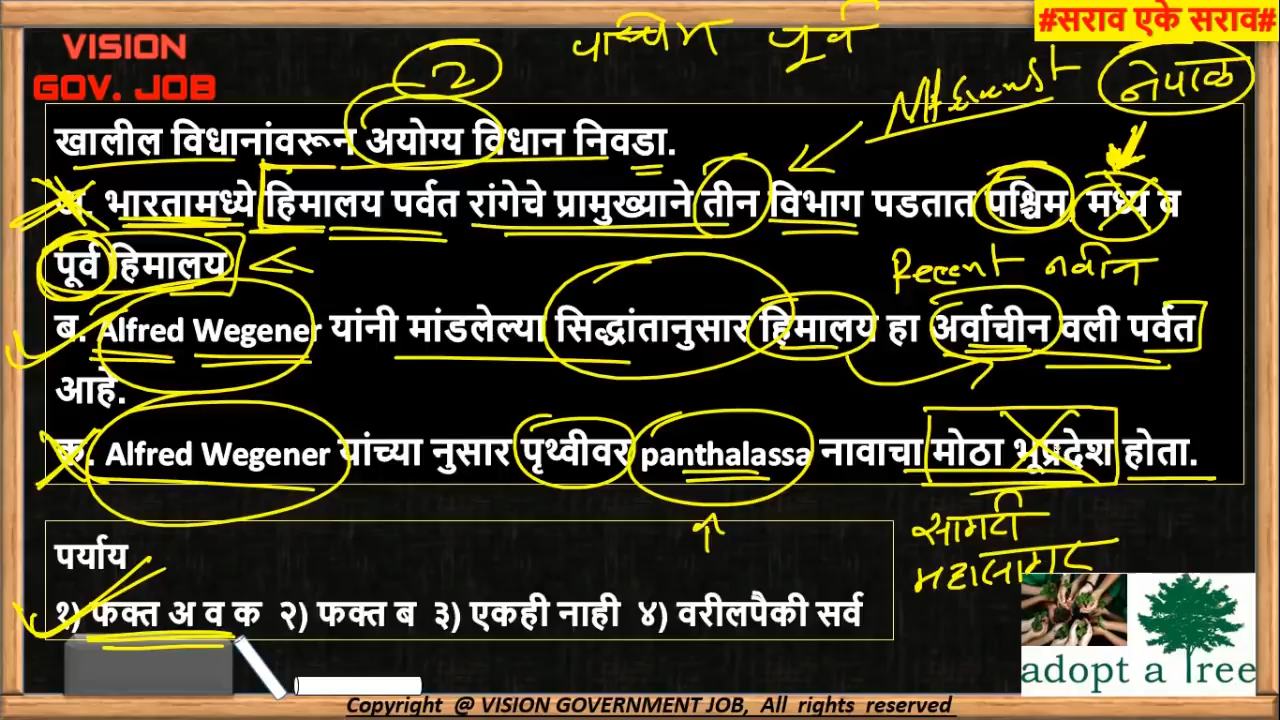 #सराव एके सराव#
पश्चिम पूर्व
VISION
GOV. JOB
२
Mt Everest
नेपाळ
खालील विधानांवरून अयोग्य विधान निवडा.
अ. भारतामध्ये हिमालय पर्वत रांगेचे प्रामुख्याने तीन विभाग पडतात पश्चिम मध्य व
पूर्व हिमालय
Recent नवीन
ब. Alfred Wegener यांनी मांडलेल्या सिद्धांतानुसार हिमालय हा अर्वाचीन वली पर्वत
आहे.
क. Alfred Wegener यांच्या नुसार पृथ्वीवर panthalassa नावाचा मोठा भूप्रदेश होता.
महासागर
पर्याय
१) फक्त अ व क २) फक्त ब ३) एकही नाही ४) वरीलपैकी सर्व
adopt a Tree
Copyright @ VISION GOVERNMENT JOB, All rights reserved